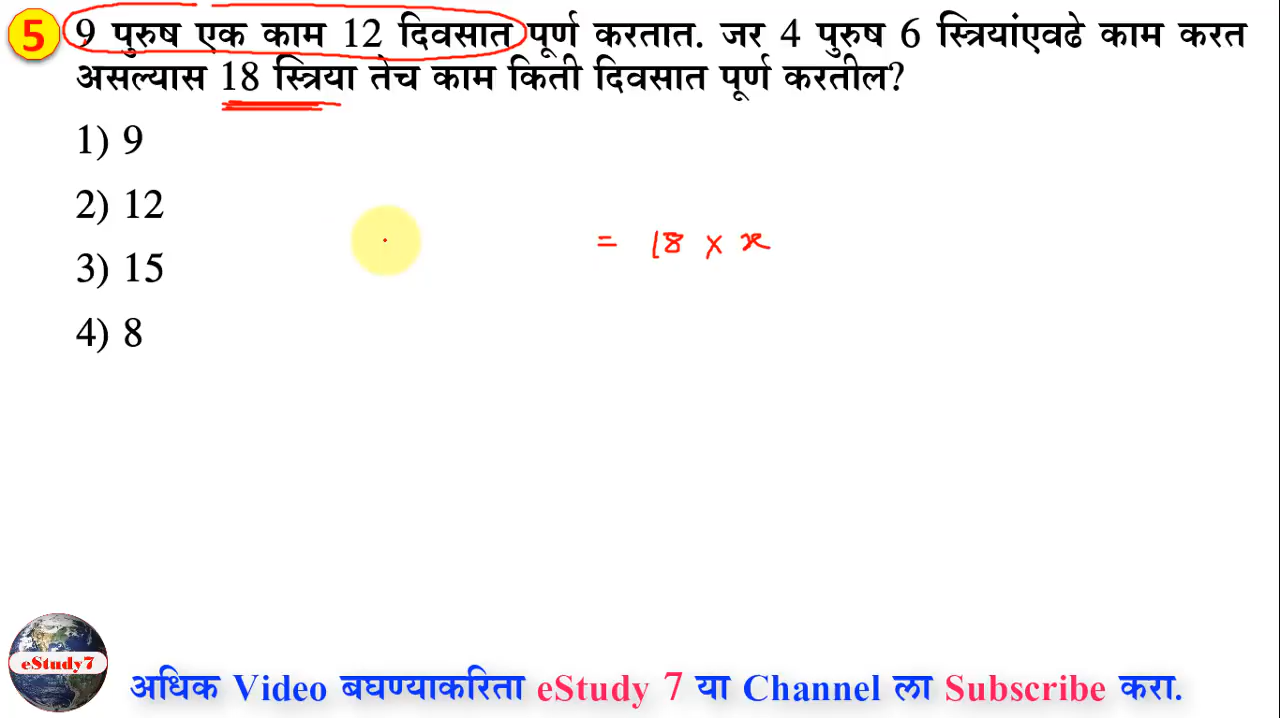 5 9 पुरुष एक काम 12 दिवसात पूर्ण करतात. जर 4 पुरुष 6 स्त्रियांएवढे काम करत
असल्यास 18 स्त्रिया तेच काम किती दिवसात पूर्ण करतील?
1) 9
2) 12
= 18 × x
3) 15
4) 8
eStudy7
अधिक Video बघण्याकरिता eStudy 7 या Channel ला Subscribe करा.